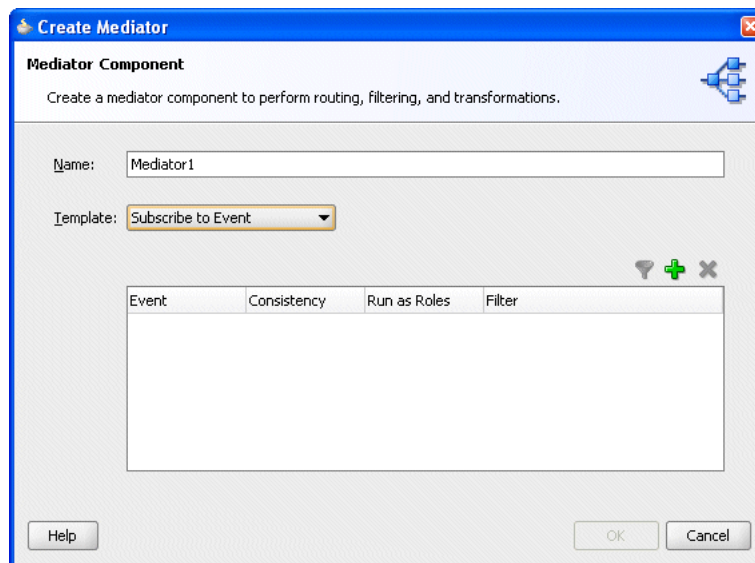 Create Mediator
Mediator Component
Create a mediator component to perform routing, filtering, and transformations.
Name: Mediator1
Template: Subscribe to Event
Event Consistency Run as Roles Filter
Help OK Cancel